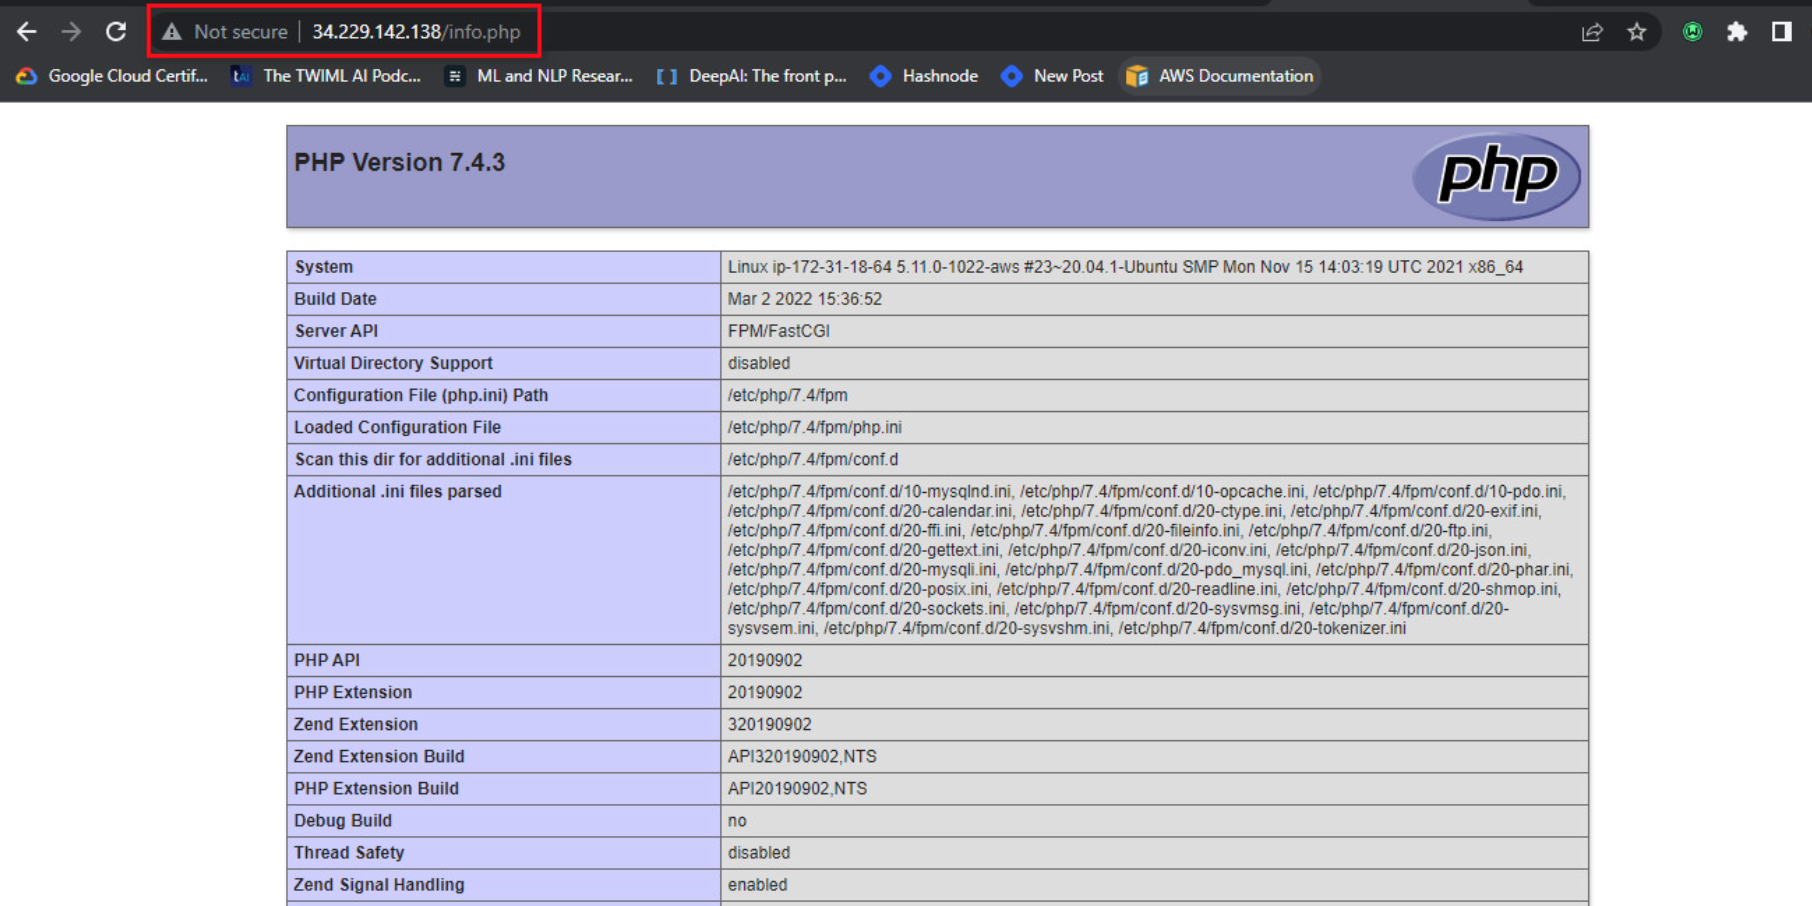 Not secure | 34.229.142.138/info.php
Google Cloud Certif... tAI The TWIML AI Podc... ML and NLP Resear... [ ] DeepAI: The front p... Hashnode New Post AWS Documentation
PHP Version 7.4.3 php
System Linux ip-172-31-18-64 5.11.0-1022-aws #23~20.04.1-Ubuntu SMP Mon Nov 15 14:03:19 UTC 2021 x86_64
Build Date Mar 2 2022 15:36:52
Server API FPM/FastCGI
Virtual Directory Support disabled
Configuration File (php.ini) Path /etc/php/7.4/fpm
Loaded Configuration File /etc/php/7.4/fpm/php.ini
Scan this dir for additional .ini files /etc/php/7.4/fpm/conf.d
Additional .ini files parsed /etc/php/7.4/fpm/conf.d/10-mysqlnd.ini, /etc/php/7.4/fpm/conf.d/10-opcache.ini, /etc/php/7.4/fpm/conf.d/10-pdo.ini,
/etc/php/7.4/fpm/conf.d/20-calendar.ini, /etc/php/7.4/fpm/conf.d/20-ctype.ini, /etc/php/7.4/fpm/conf.d/20-exif.ini,
/etc/php/7.4/fpm/conf.d/20-ffi.ini, /etc/php/7.4/fpm/conf.d/20-fileinfo.ini, /etc/php/7.4/fpm/conf.d/20-ftp.ini,
/etc/php/7.4/fpm/conf.d/20-gettext.ini, /etc/php/7.4/fpm/conf.d/20-iconv.ini, /etc/php/7.4/fpm/conf.d/20-json.ini,
/etc/php/7.4/fpm/conf.d/20-mysqli.ini, /etc/php/7.4/fpm/conf.d/20-pdo_mysql.ini, /etc/php/7.4/fpm/conf.d/20-phar.ini,
/etc/php/7.4/fpm/conf.d/20-posix.ini, /etc/php/7.4/fpm/conf.d/20-readline.ini, /etc/php/7.4/fpm/conf.d/20-shmop.ini,
/etc/php/7.4/fpm/conf.d/20-sockets.ini, /etc/php/7.4/fpm/conf.d/20-sysvmsg.ini, /etc/php/7.4/fpm/conf.d/20-
sysvsem.ini, /etc/php/7.4/fpm/conf.d/20-sysvshm.ini, /etc/php/7.4/fpm/conf.d/20-tokenizer.ini
PHP API 20190902
PHP Extension 20190902
Zend Extension 320190902
Zend Extension Build API320190902,NTS
PHP Extension Build API20190902,NTS
Debug Build no
Thread Safety disabled
Zend Signal Handling enabled